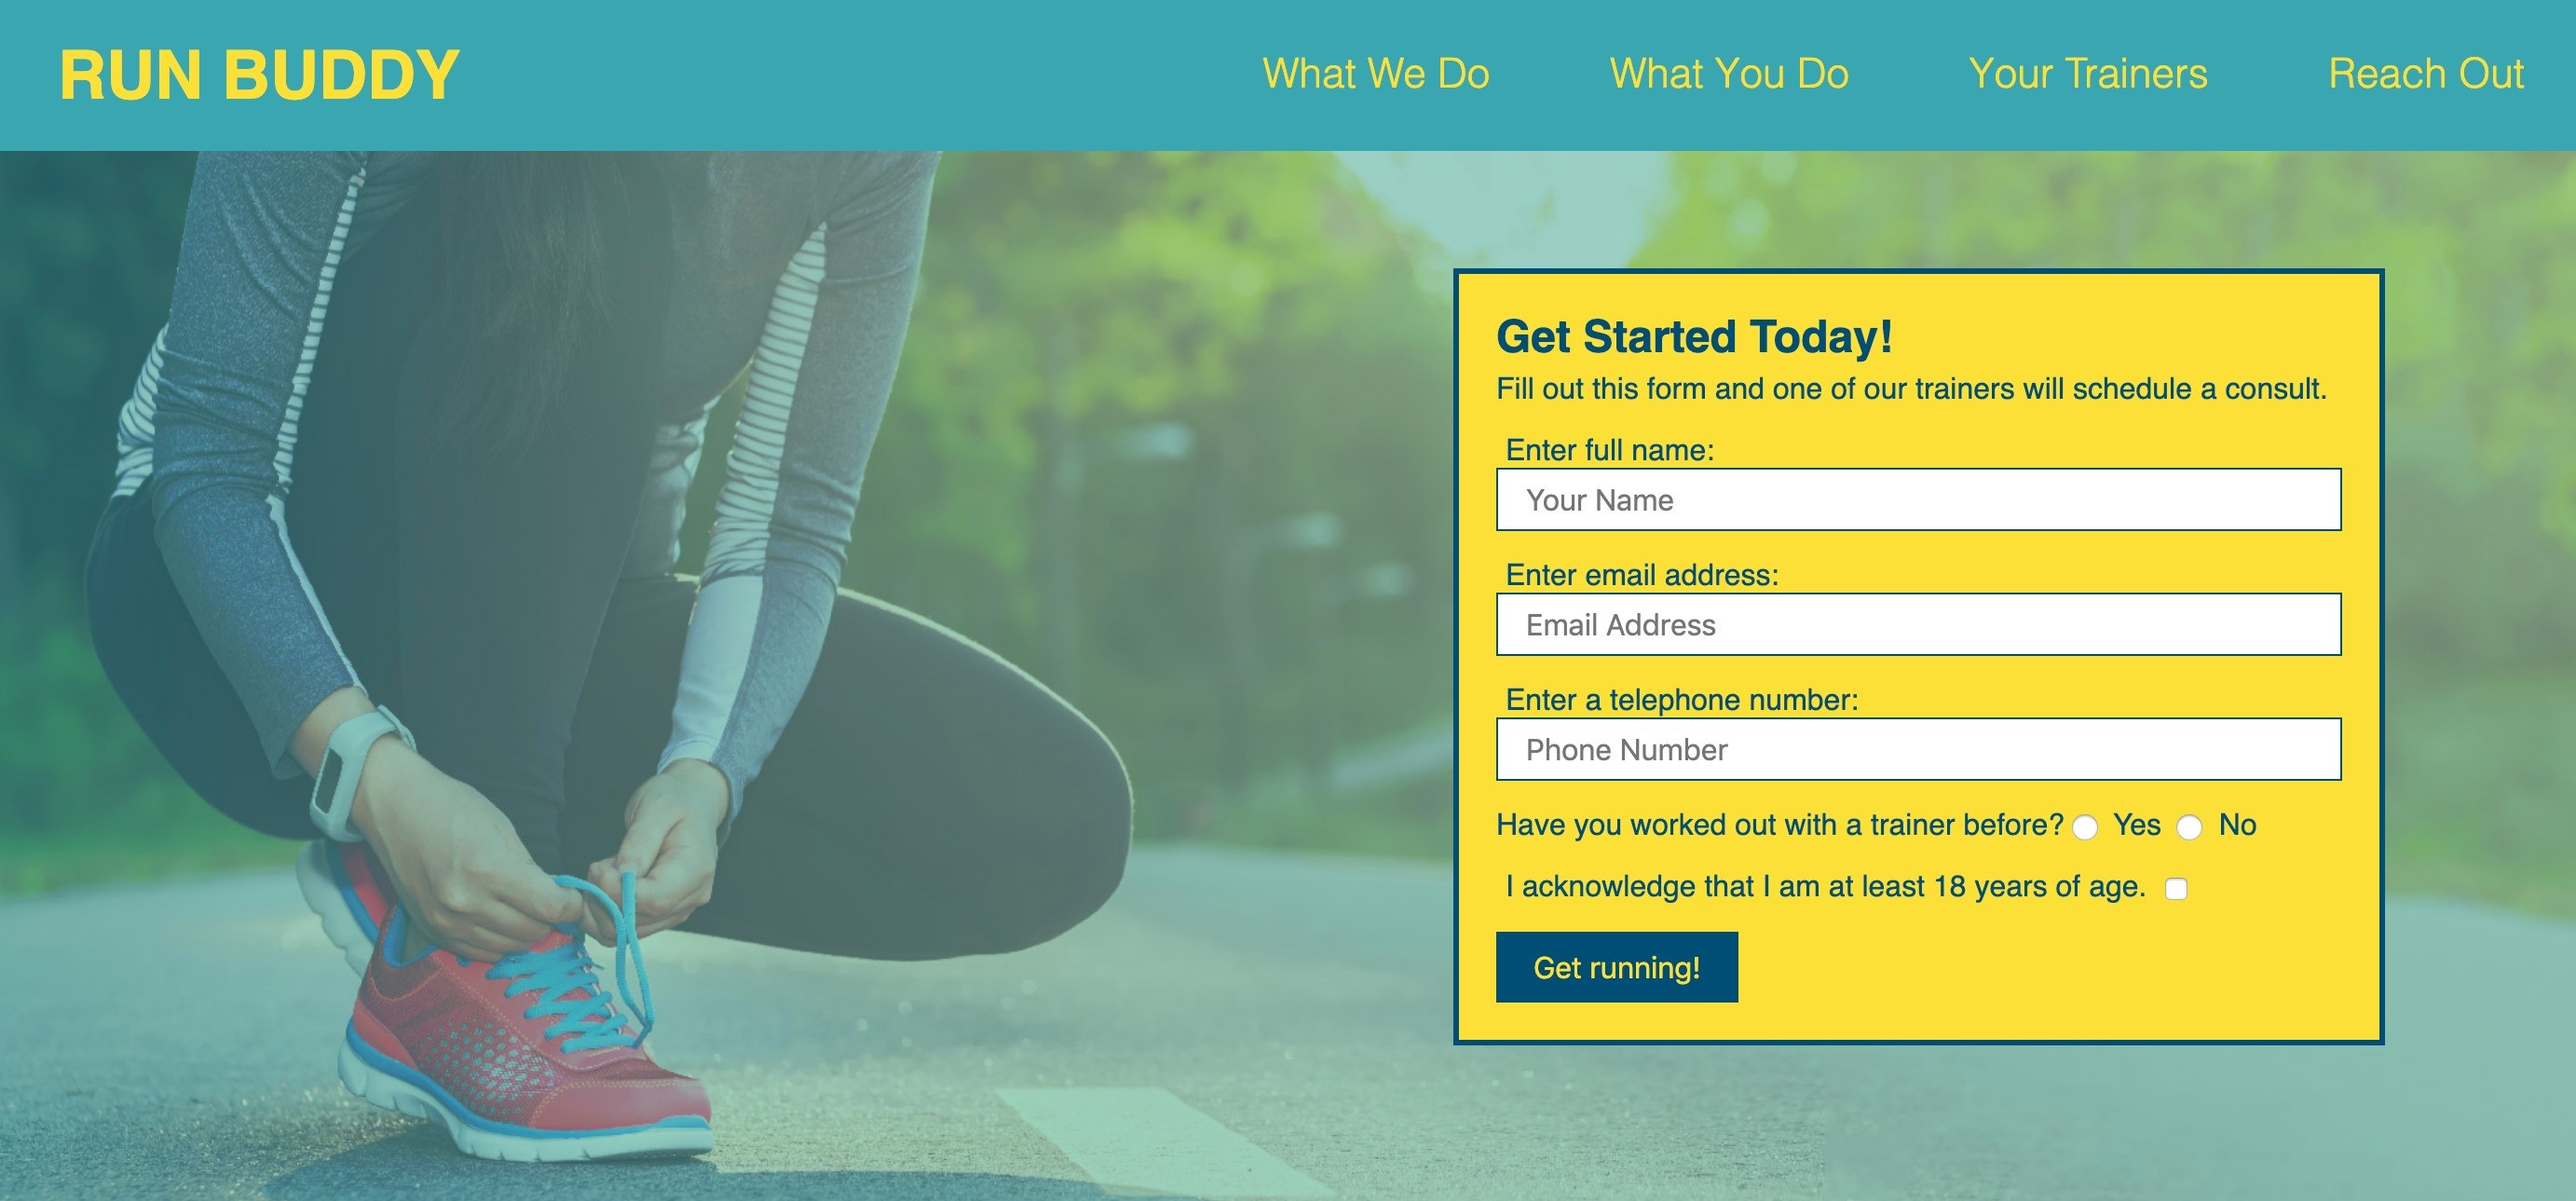 RUN BUDDY
What We Do What You Do Your Trainers Reach Out
Get Started Today!
Fill out this form and one of our trainers will schedule a consult.
Enter full name:
Your Name
Enter email address:
Email Address
Enter a telephone number:
Phone Number
Have you worked out with a trainer before? Yes No
I acknowledge that I am at least 18 years of age.
Get running!